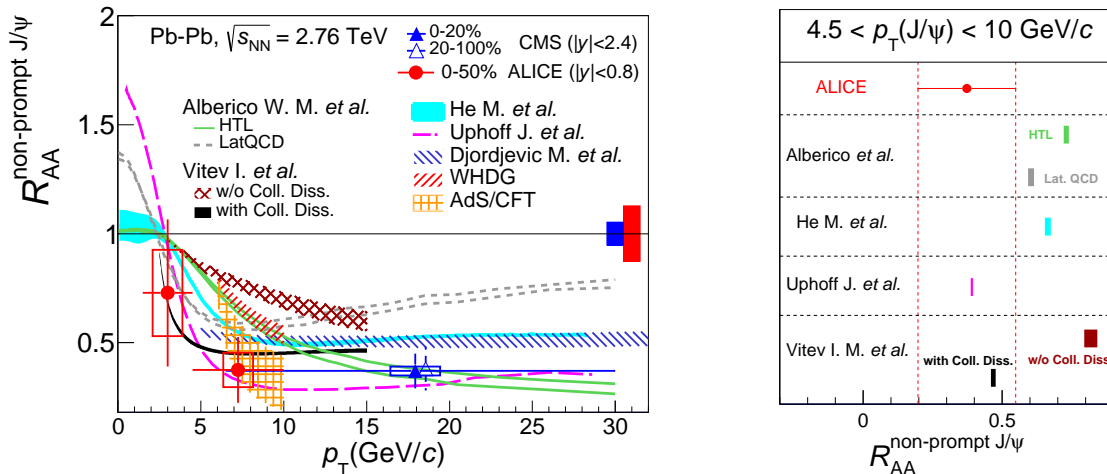 Pb-Pb, √sNN = 2.76 TeV
0-20%
20-100%
CMS (|y|<2.4)
0-50% ALICE (|y|<0.8)
Alberico W. M. et al.
HTL
LatQCD
Vitev I. et al.
w/o Coll. Diss.
with Coll. Diss.
He M. et al.
Uphoff J. et al.
Djordjevic M. et al.
WHDG
AdS/CFT
2
1.5
1
0.5
0 5 10 15 20 25 30
pT(GeV/c)
RAA non-prompt J/ψ
4.5 < pT(J/ψ) < 10 GeV/c
ALICE
HTL
Alberico et al.
Lat. QCD
He M. et al.
Uphoff J. et al.
Vitev I. M. et al.
with Coll. Diss.
w/o Coll. Diss
0 0.5
RAA non-prompt J/ψ